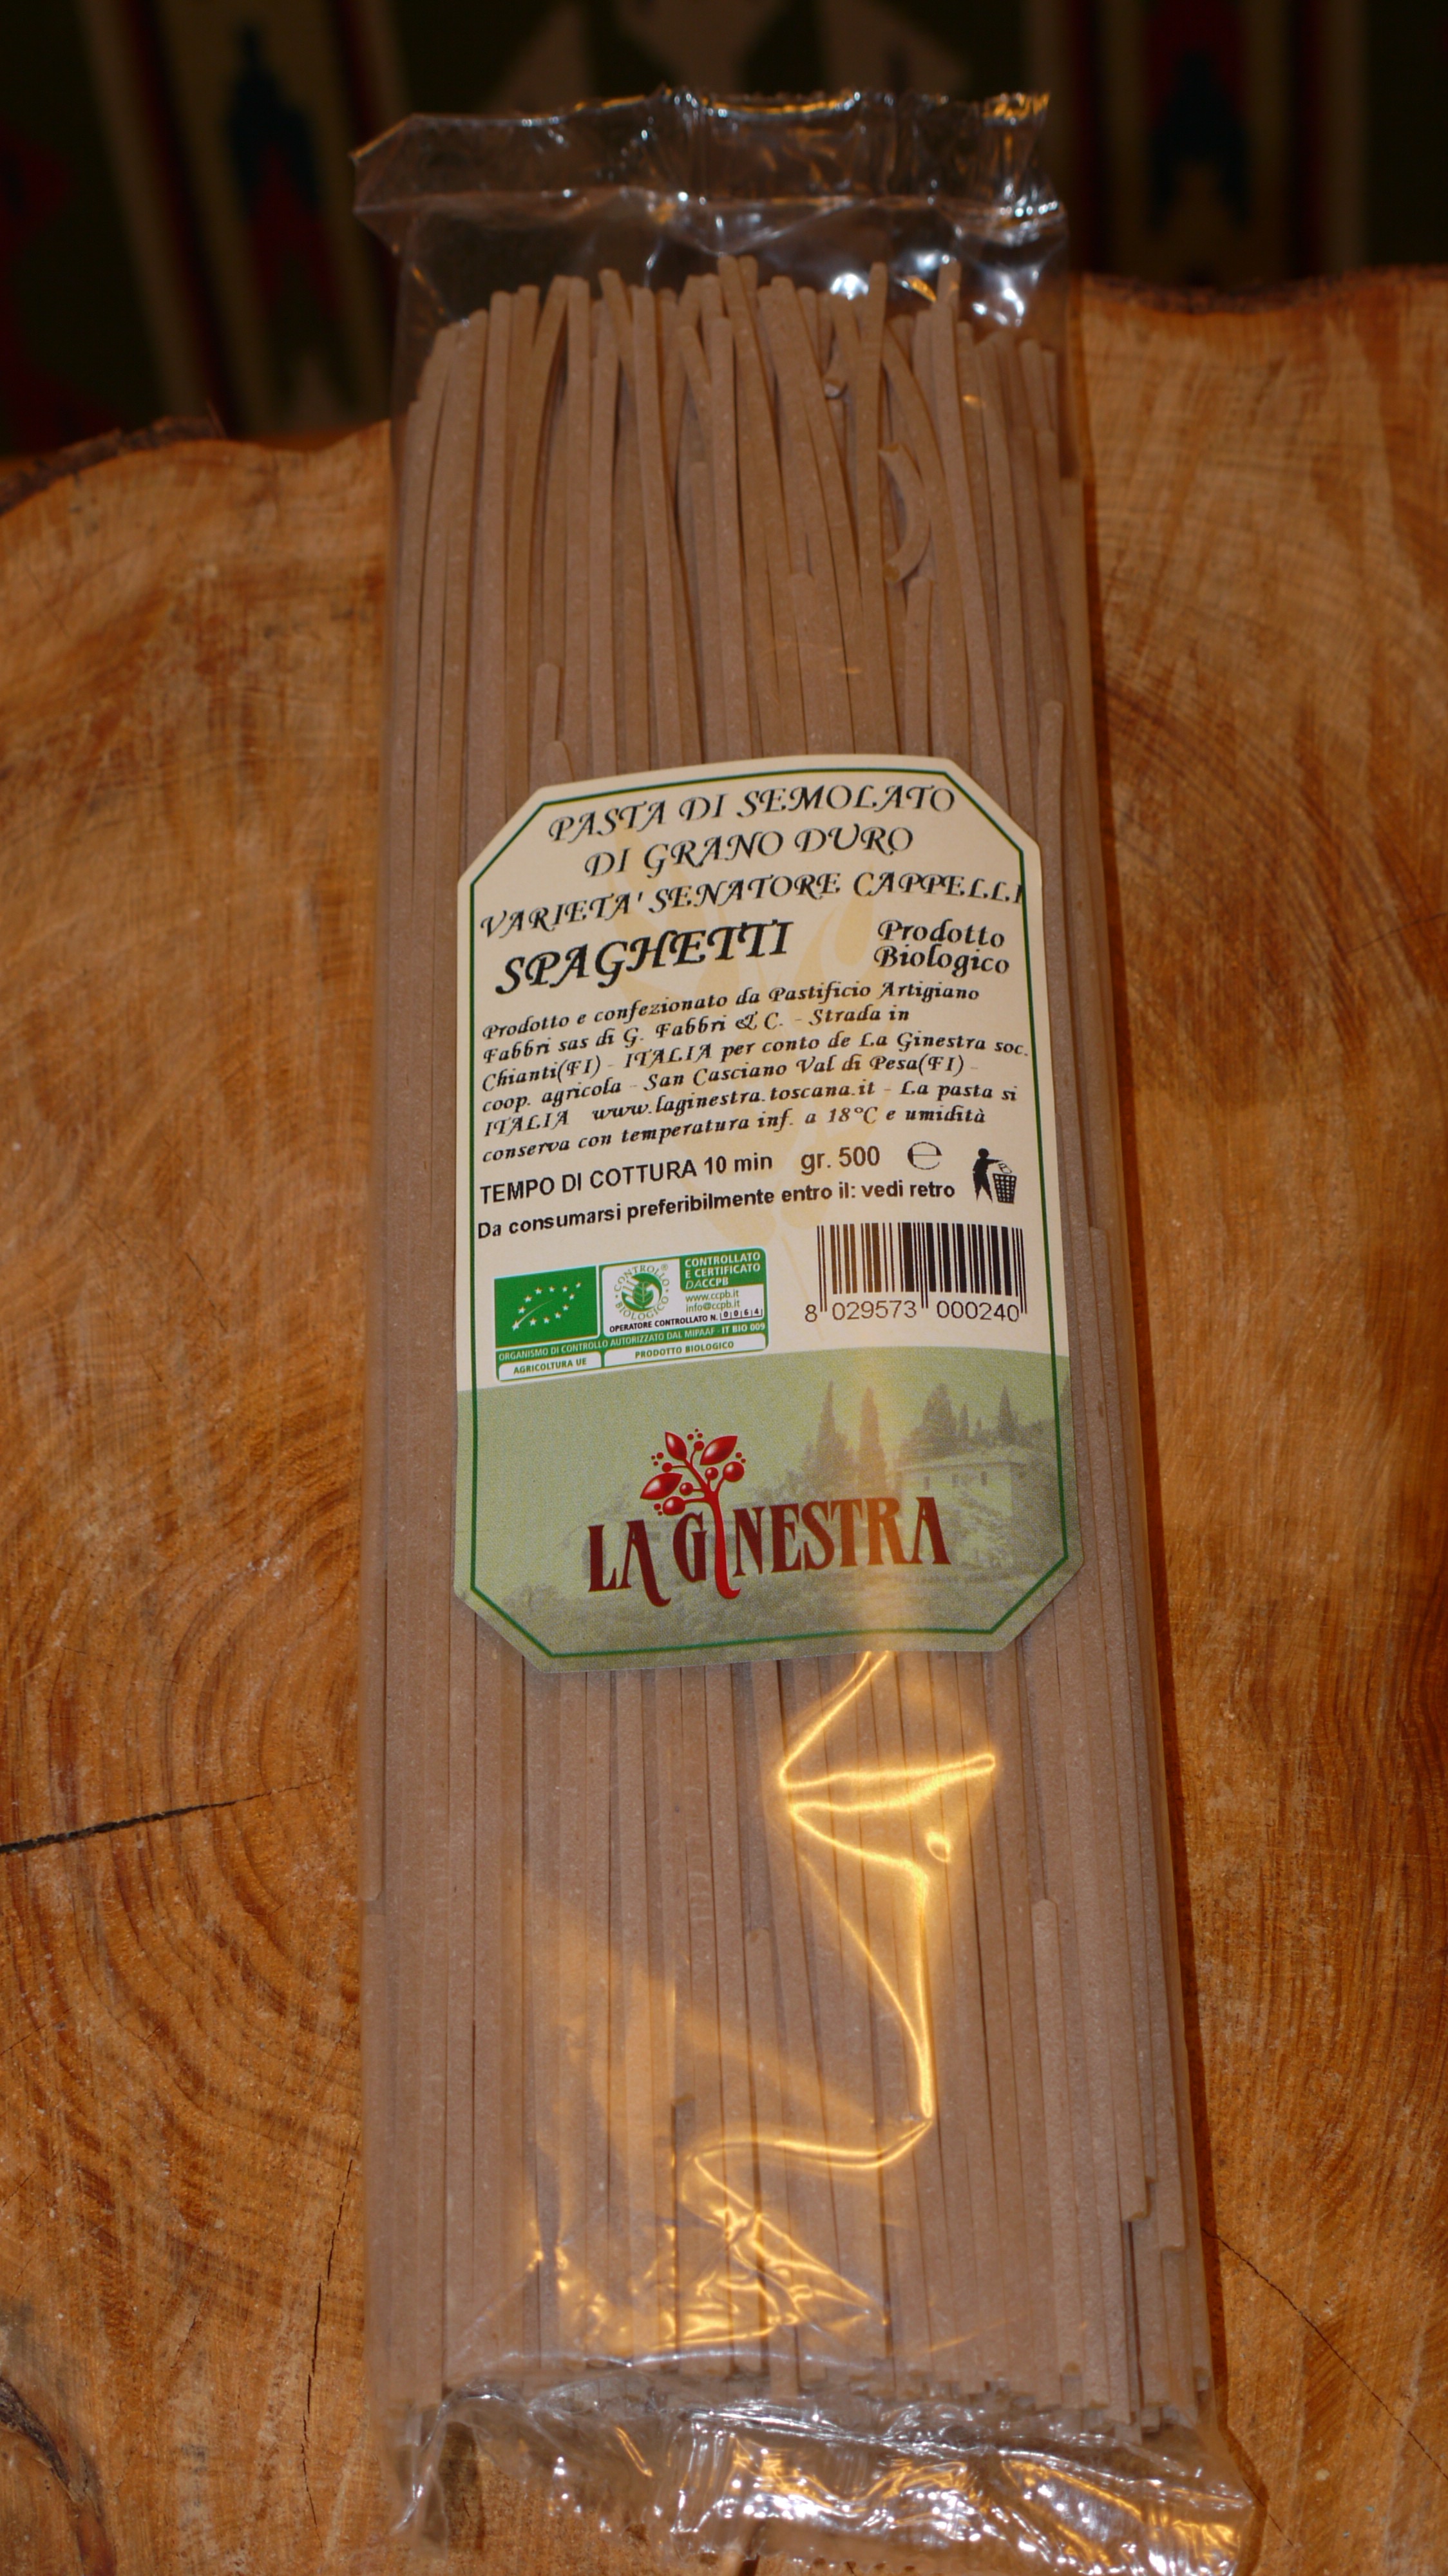 PASTA DI SEMOLATO
DI GRANO DURO
VARIETA' SENATORE CAPPELLI
SPAGHETTI
Prodotto
Biologico
Prodotto e confezionato da Pastificio Artigiano
Fabbri sas di G. Fabbri & C. - Strada in
Chianti(FI) - ITALIA per conto de La Ginestra soc.
coop. agricola - San Casciano Val di Pesa(FI) -
ITALIA www.laginestra.toscana.it - La pasta si
conserva con temperatura inf. a 18°C e umidità
TEMPO DI COTTURA 10 min gr. 500 ℮
Da consumarsi preferibilmente entro il: vedi retro
CONTROLLO BIOLOGICO ®
CONTROLLATO
E CERTIFICATO
DA CCPB
www.ccpb.it
info@ccpb.it
OPERATORE CONTROLLATO N. 0064
ORGANISMO DI CONTROLLO AUTORIZZATO DAL MIPAAF - IT BIO 009
AGRICOLTURA UE
PRODOTTO BIOLOGICO
8 029573 000240
LA GINESTRA